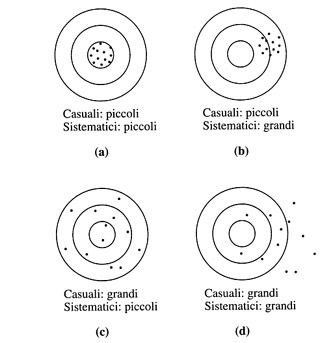 Casuali: piccoli
Sistematici: piccoli
(a)
Casuali: piccoli
Sistematici: grandi
(b)
Casuali: grandi
Sistematici: piccoli
(c)
Casuali: grandi
Sistematici: grandi
(d)